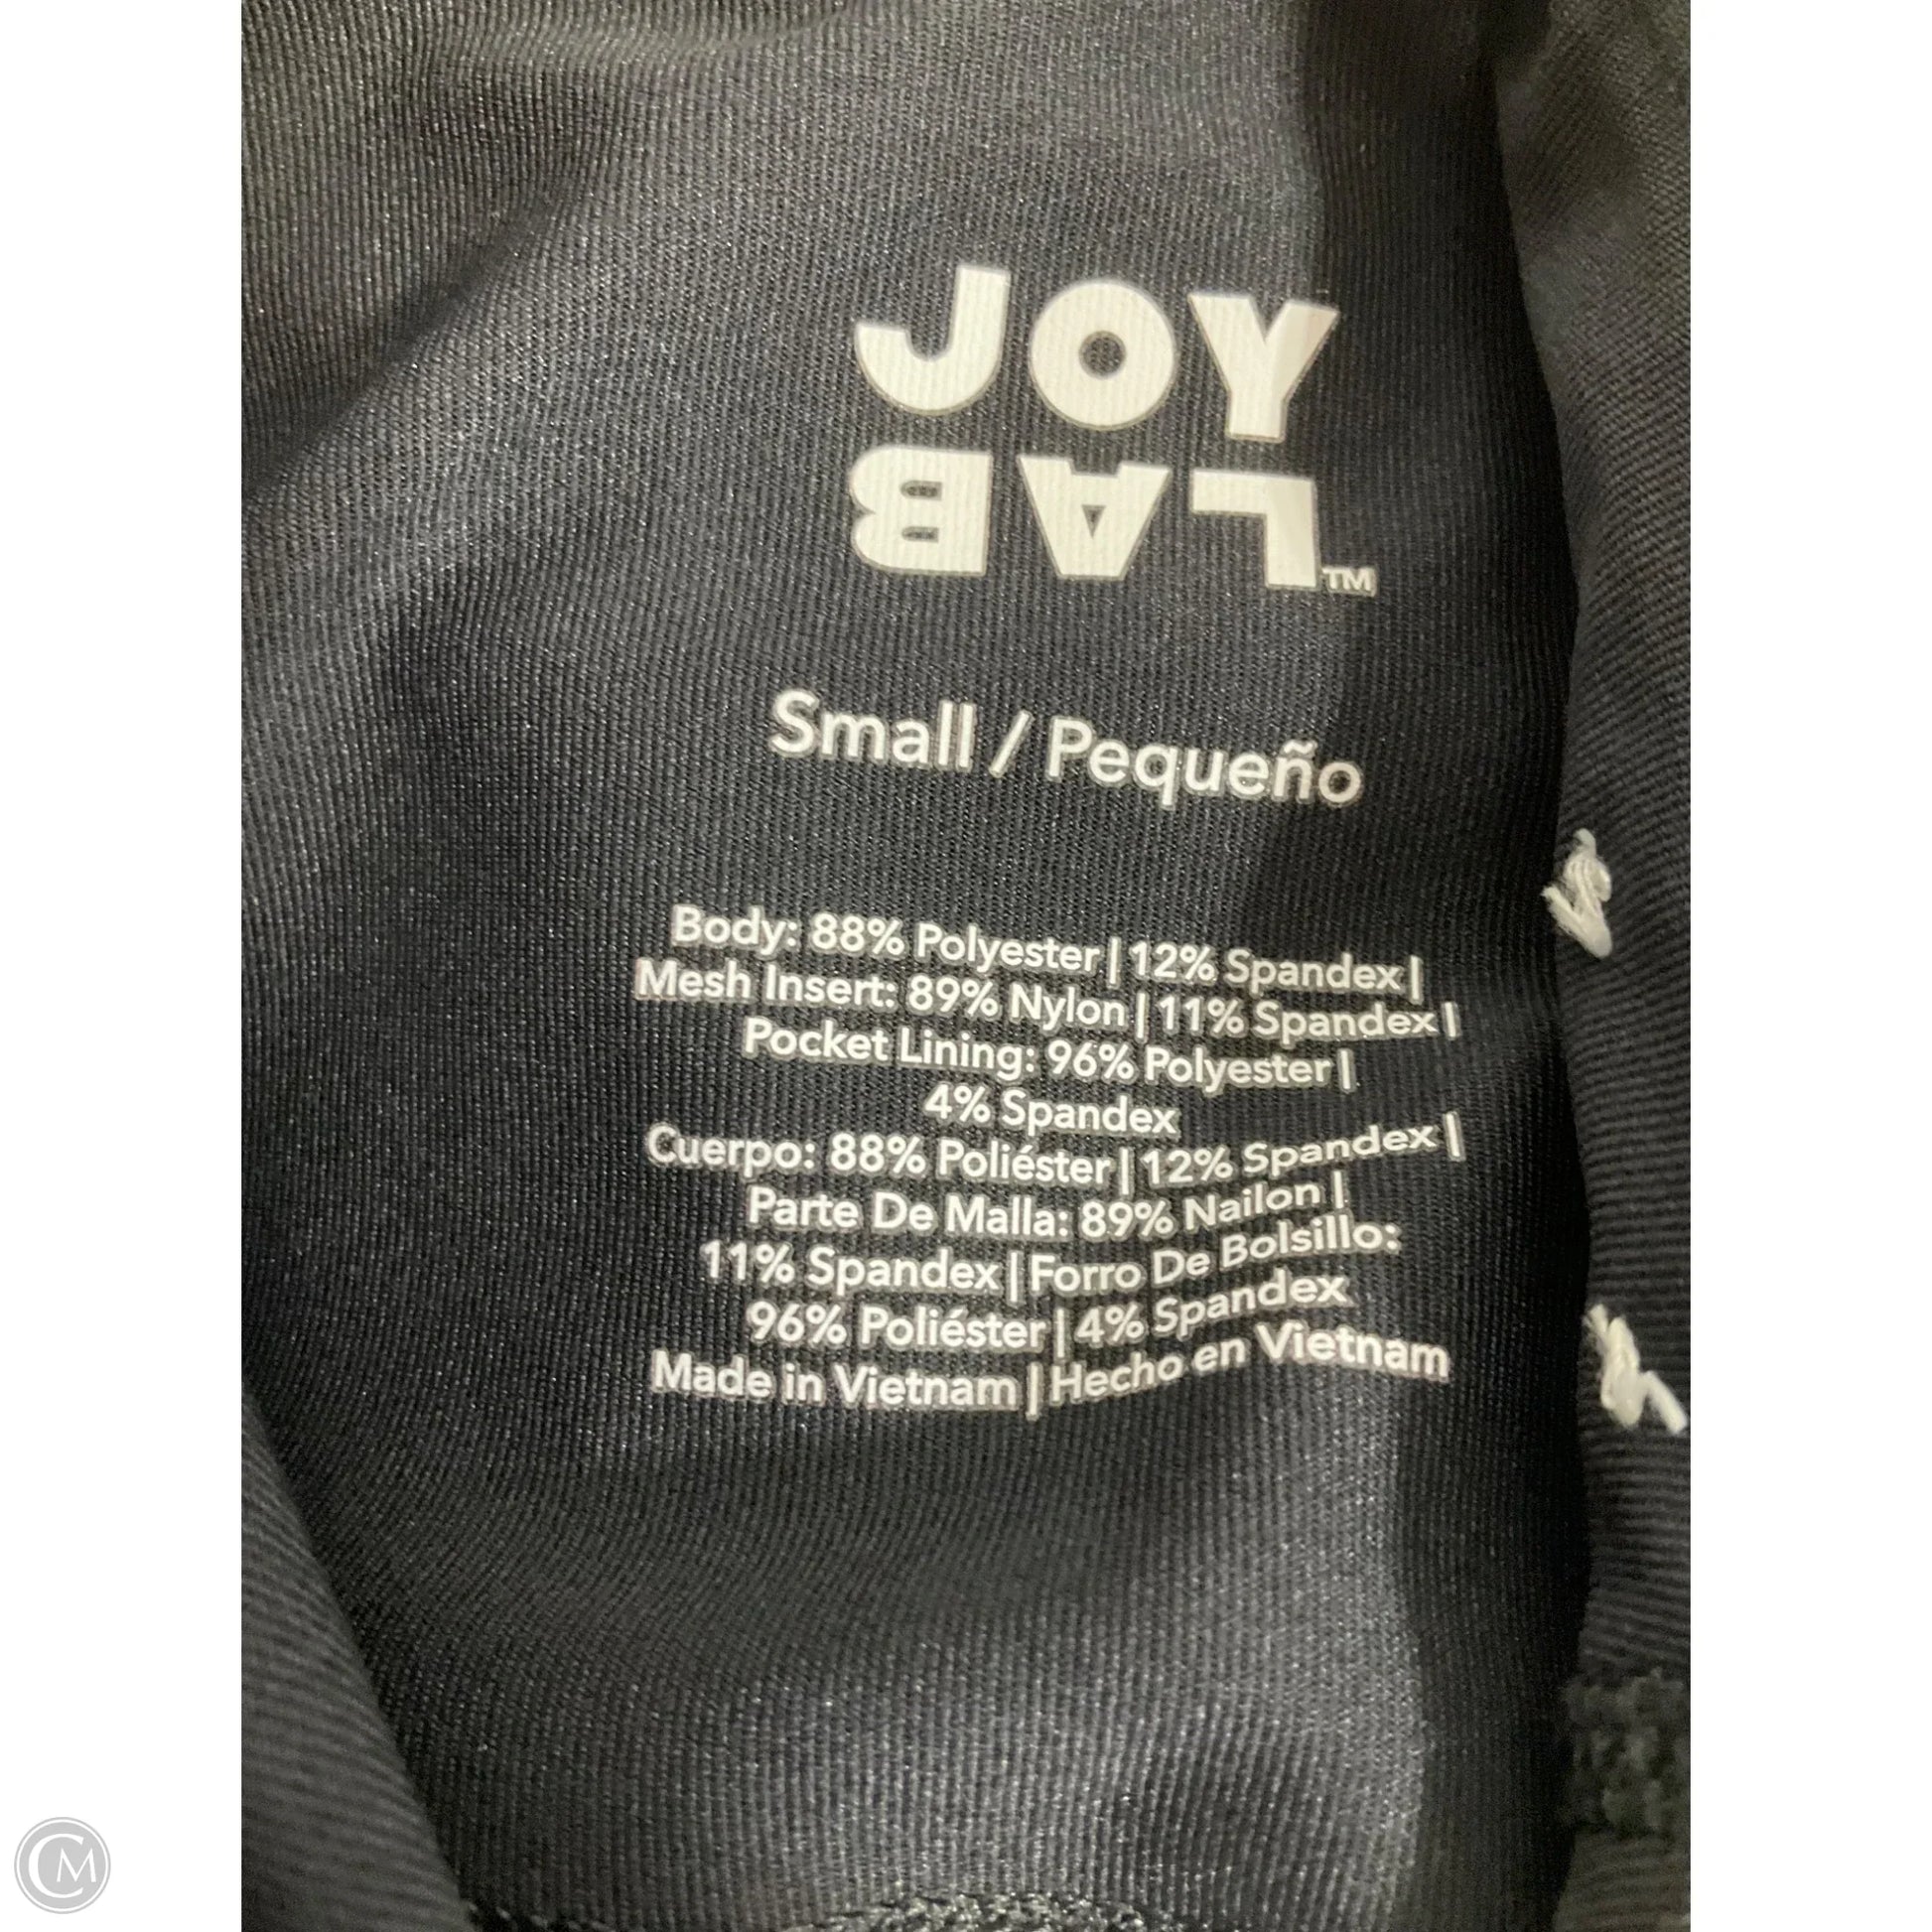 JOY
LAB™
Small / Pequeño
Body: 88% Polyester | 12% Spandex |
Mesh Insert: 89% Nylon | 11% Spandex |
Pocket Lining: 96% Polyester |
4% Spandex
Cuerpo: 88% Poliéster | 12% Spandex |
Parte De Malla: 89% Nailon |
11% Spandex | Forro De Bolsillo:
96% Poliéster | 4% Spandex
Made in Vietnam | Hecho en Vietnam
CM